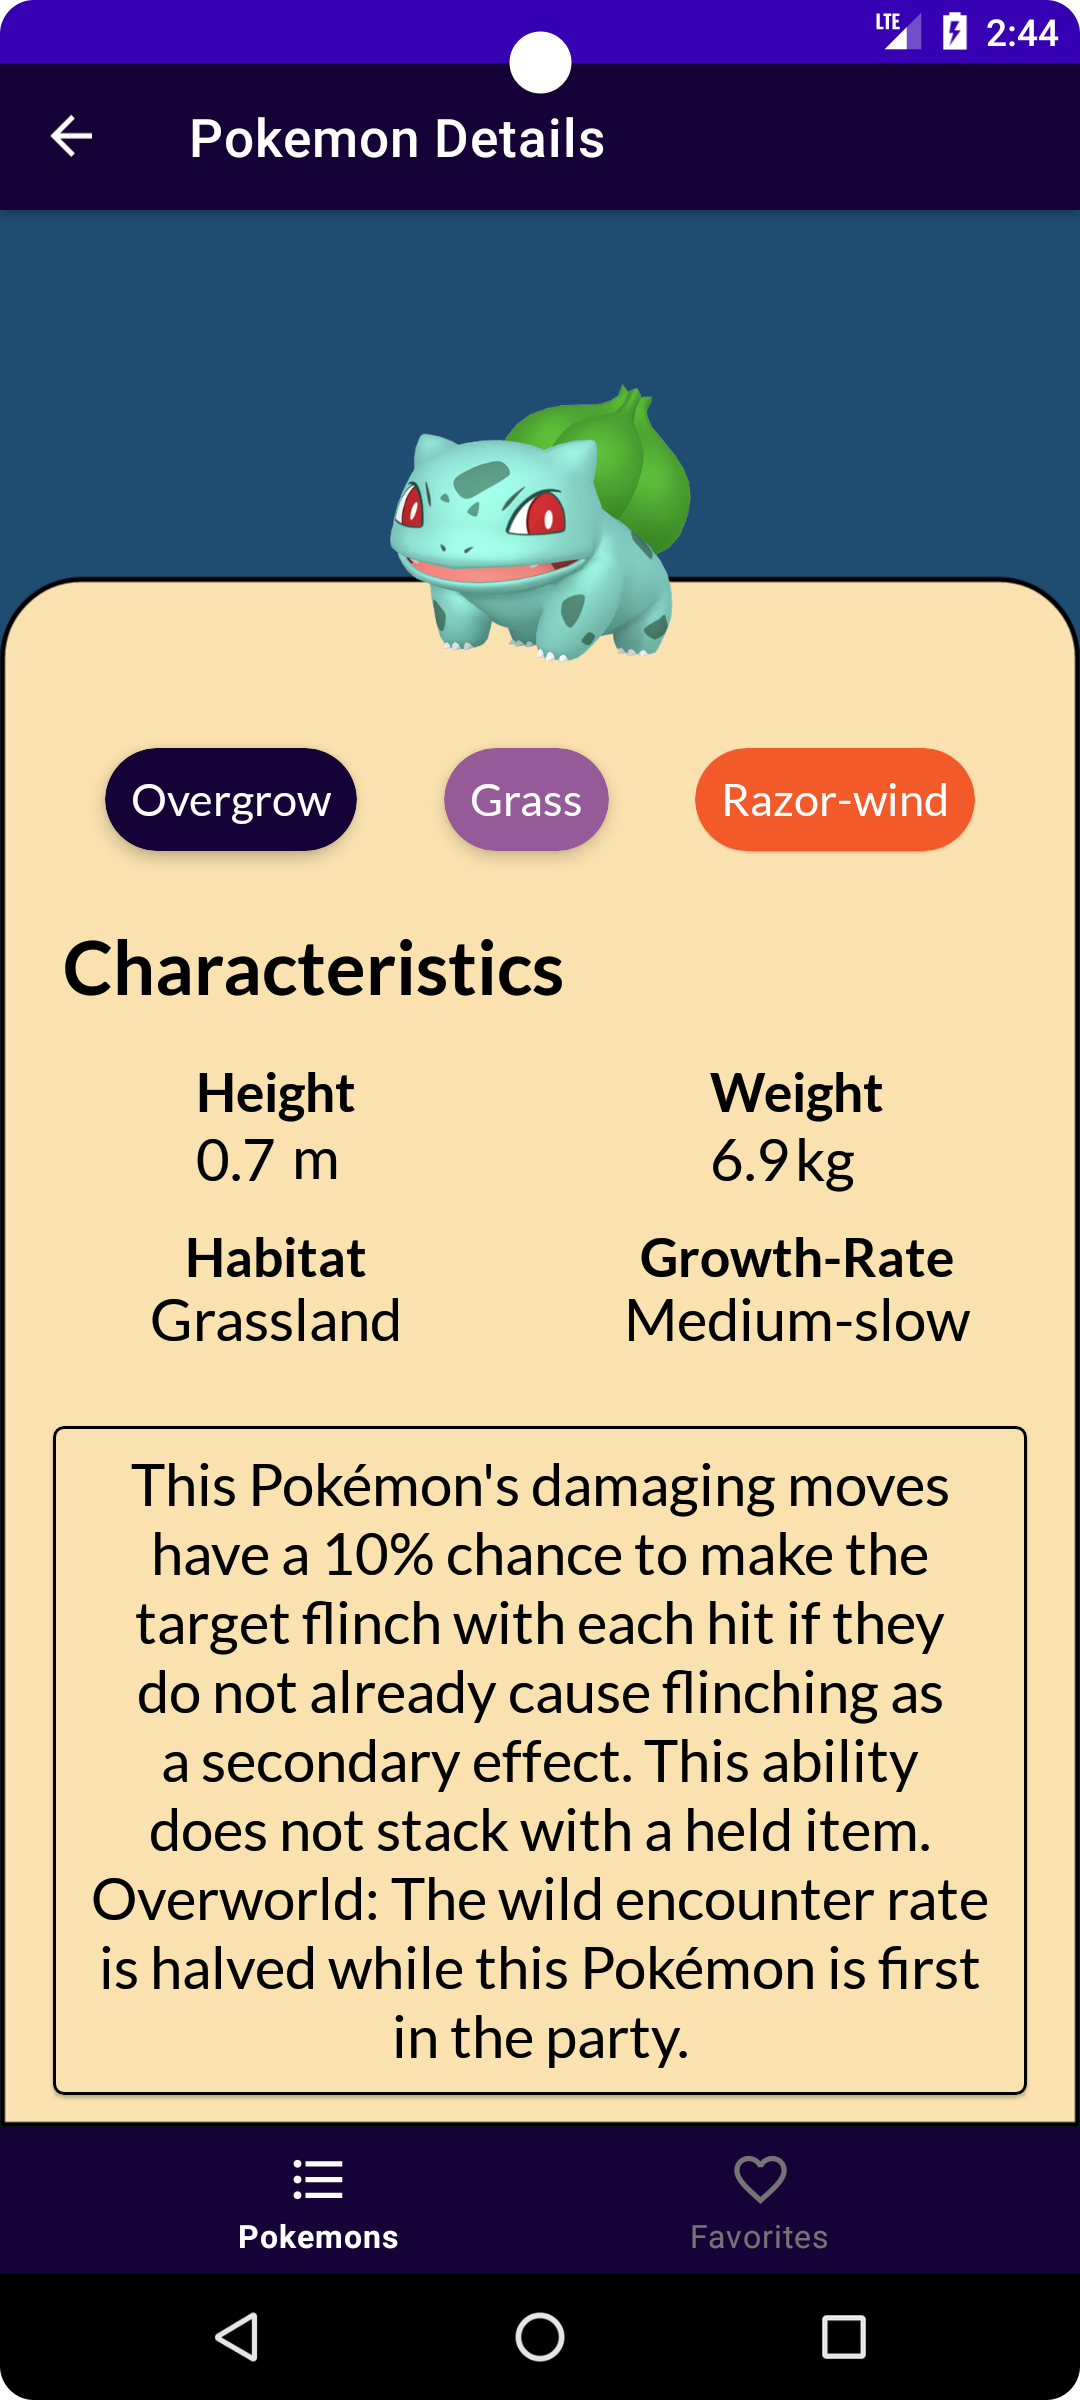 LTE 2:44
Pokemon Details
Overgrow Grass Razor-wind
Characteristics
Height Weight
0.7 m 6.9 kg
Habitat Growth-Rate
Grassland Medium-slow
This Pokémon's damaging moves
have a 10% chance to make the
target flinch with each hit if they
do not already cause flinching as
a secondary effect. This ability
does not stack with a held item.
Overworld: The wild encounter rate
is halved while this Pokémon is first
in the party.
Pokemons Favorites